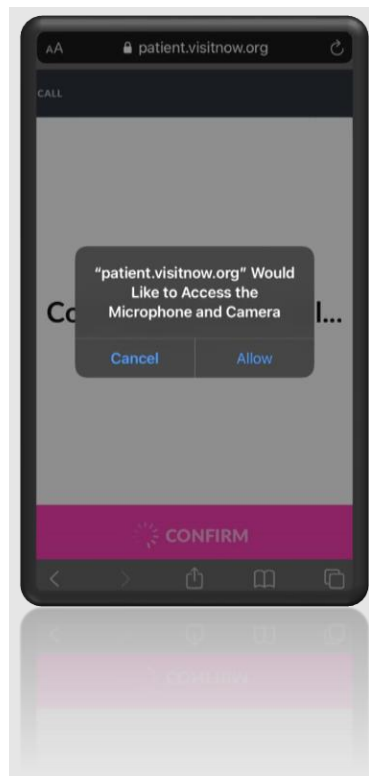 AA patient.visitnow.org
CALL
"patient.visitnow.org" Would
Like to Access the
Microphone and Camera
Co l...
Cancel Allow
CONFIRM